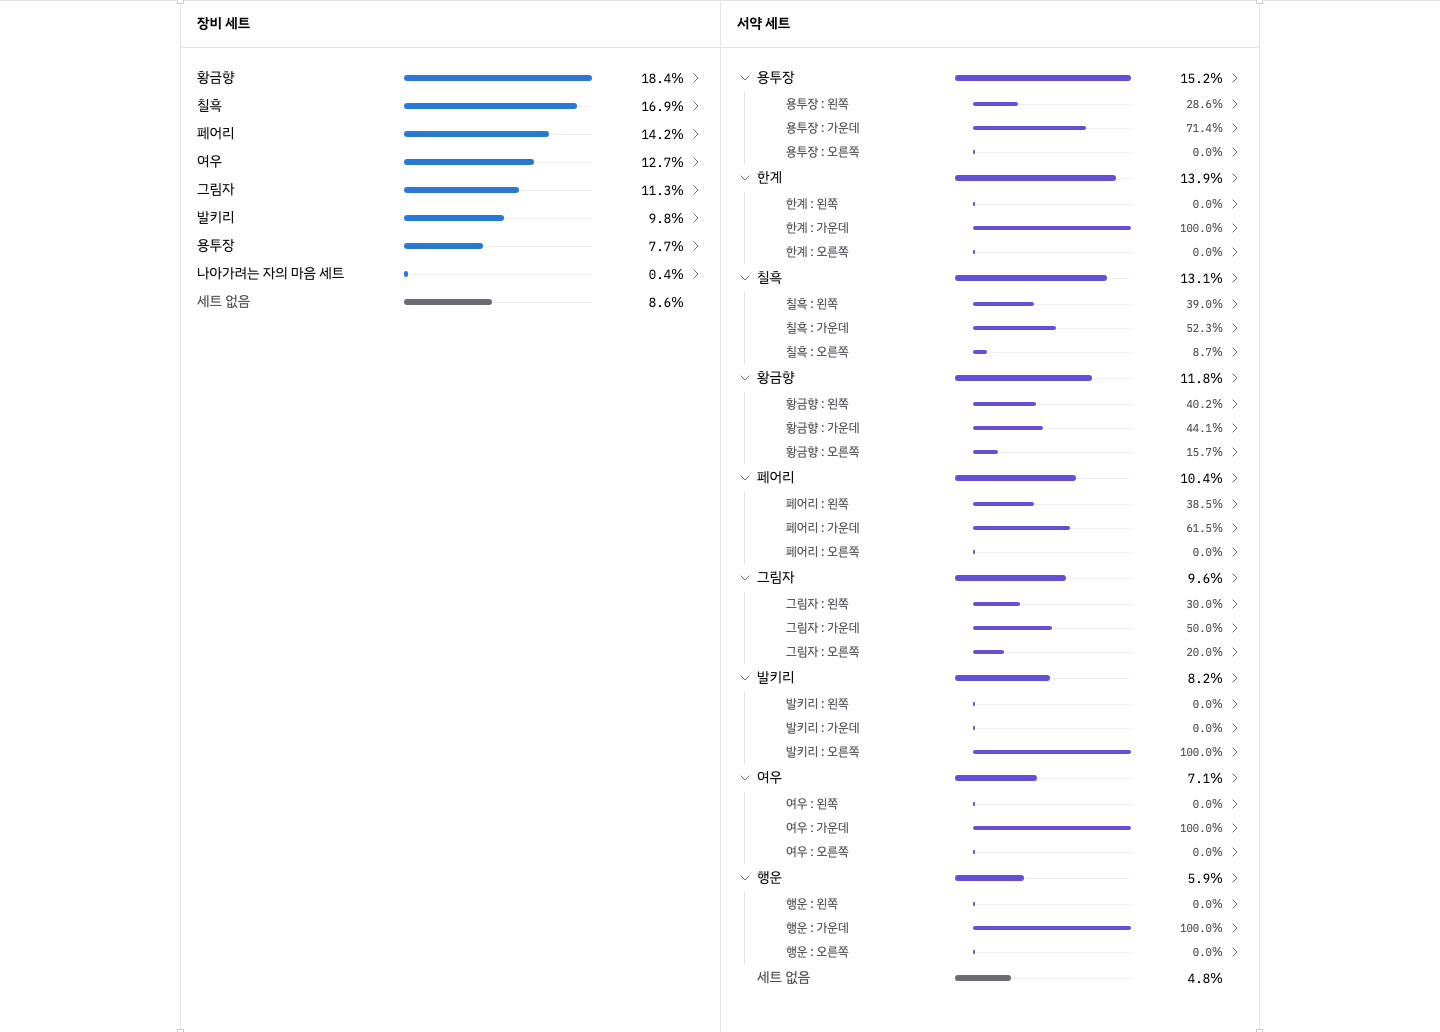 장비 세트
황금향 18.4%
칠흑 16.9%
페어리 14.2%
여우 12.7%
그림자 11.3%
발키리 9.8%
용투장 7.7%
나아가려는 자의 마음 세트 0.4%
세트 없음 8.6%
서약 세트
용투장 15.2%
용투장 : 왼쪽 28.6%
용투장 : 가운데 71.4%
용투장 : 오른쪽 0.0%
한계 13.9%
한계 : 왼쪽 0.0%
한계 : 가운데 100.0%
한계 : 오른쪽 0.0%
칠흑 13.1%
칠흑 : 왼쪽 39.0%
칠흑 : 가운데 52.3%
칠흑 : 오른쪽 8.7%
황금향 11.8%
황금향 : 왼쪽 40.2%
황금향 : 가운데 44.1%
황금향 : 오른쪽 15.7%
페어리 10.4%
페어리 : 왼쪽 38.5%
페어리 : 가운데 61.5%
페어리 : 오른쪽 0.0%
그림자 9.6%
그림자 : 왼쪽 30.0%
그림자 : 가운데 50.0%
그림자 : 오른쪽 20.0%
발키리 8.2%
발키리 : 왼쪽 0.0%
발키리 : 가운데 0.0%
발키리 : 오른쪽 100.0%
여우 7.1%
여우 : 왼쪽 0.0%
여우 : 가운데 100.0%
여우 : 오른쪽 0.0%
행운 5.9%
행운 : 왼쪽 0.0%
행운 : 가운데 100.0%
행운 : 오른쪽 0.0%
세트 없음 4.8%